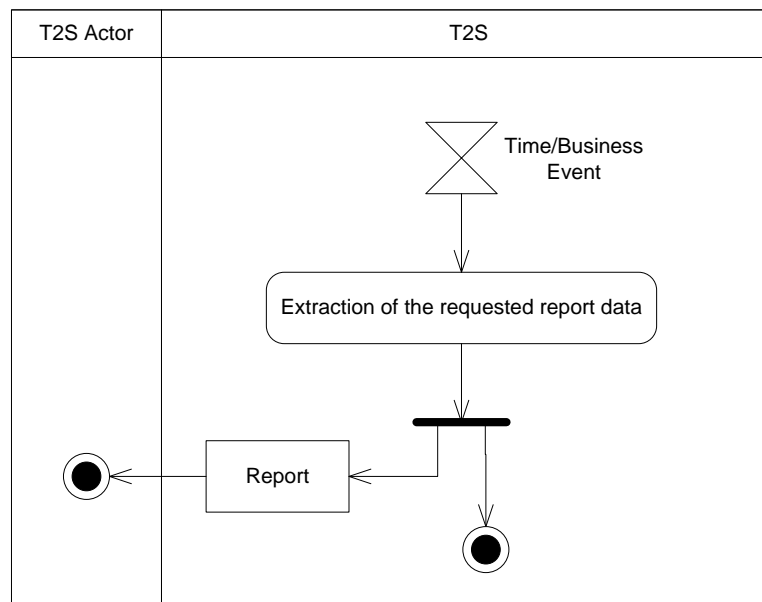 T2S Actor
T2S
Time/Business
Event
Extraction of the requested report data
Report